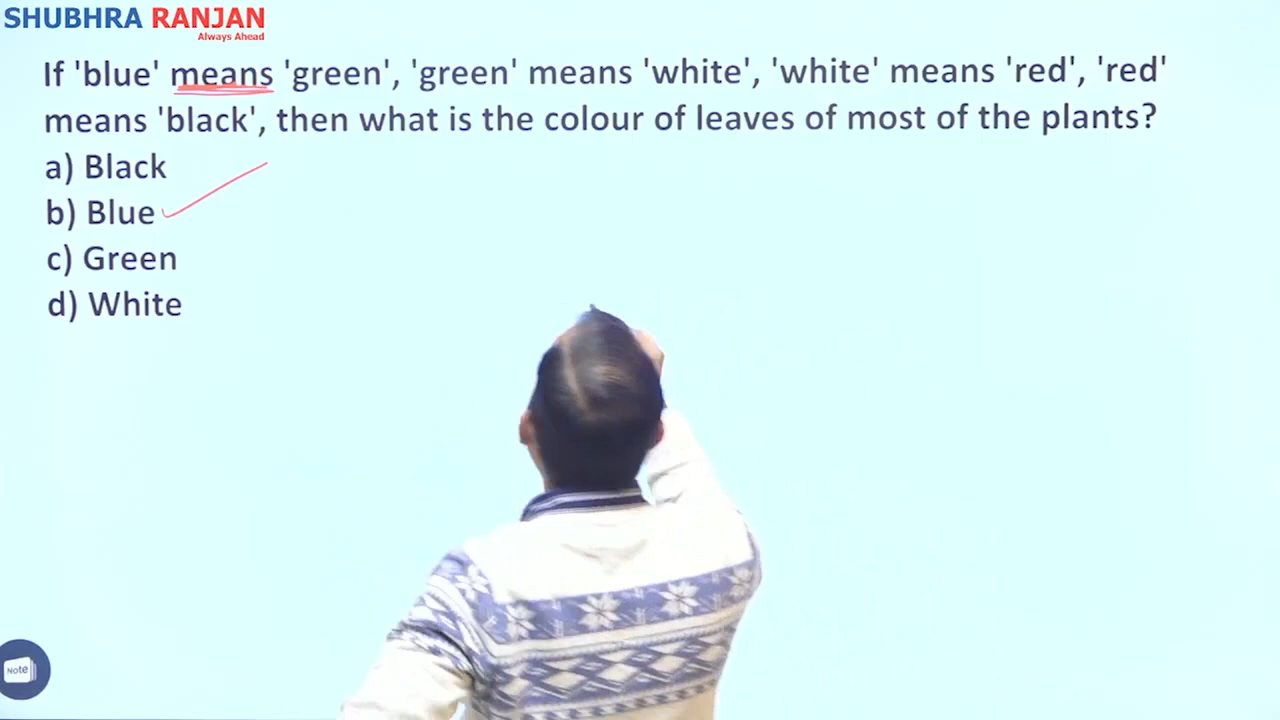 SHUBHRA RANJAN
Always Ahead
If 'blue' means 'green', 'green' means 'white', 'white' means 'red', 'red'
means 'black', then what is the colour of leaves of most of the plants?
a) Black
b) Blue
c) Green
d) White
Note